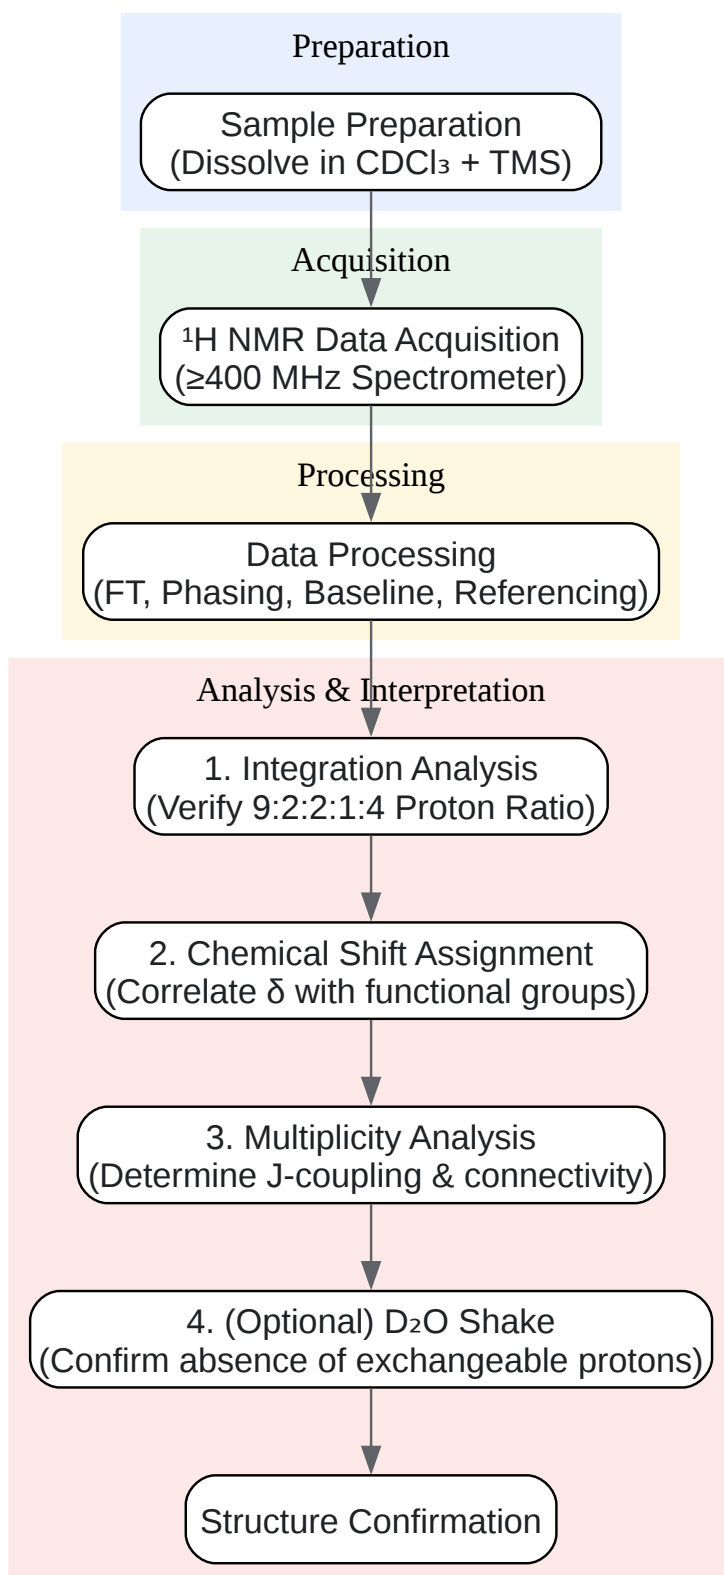 Preparation
Sample Preparation
(Dissolve in CDCl₃ + TMS)
Acquisition
¹H NMR Data Acquisition
(≥400 MHz Spectrometer)
Processing
Data Processing
(FT, Phasing, Baseline, Referencing)
Analysis & Interpretation
1. Integration Analysis
(Verify 9:2:2:1:4 Proton Ratio)
2. Chemical Shift Assignment
(Correlate δ with functional groups)
3. Multiplicity Analysis
(Determine J-coupling & connectivity)
4. (Optional) D₂O Shake
(Confirm absence of exchangeable protons)
Structure Confirmation